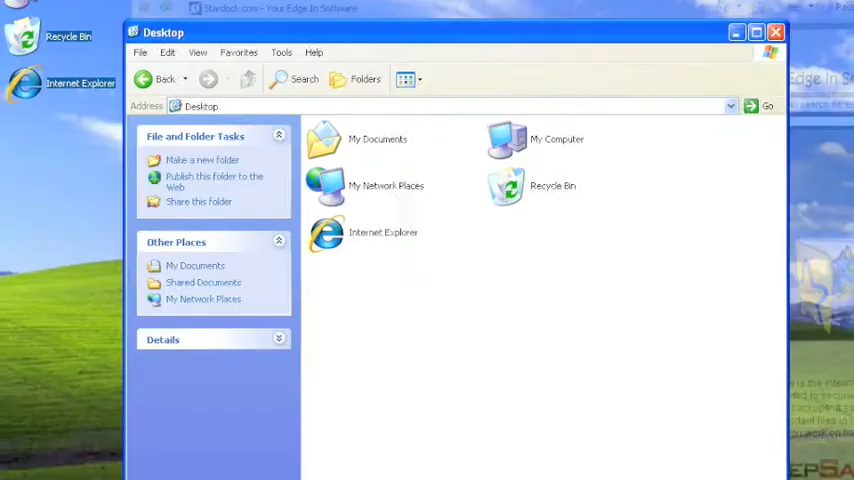 Stardock.com - Your Edge In Software
Recycle Bin
Internet Explorer
Desktop
File Edit View Favorites Tools Help
Back Search Folders
Address Desktop Go
File and Folder Tasks
Make a new folder
Publish this folder to the
Web
Share this folder
Other Places
My Documents
Shared Documents
My Network Places
Details
My Documents
My Computer
My Network Places
Recycle Bin
Internet Explorer